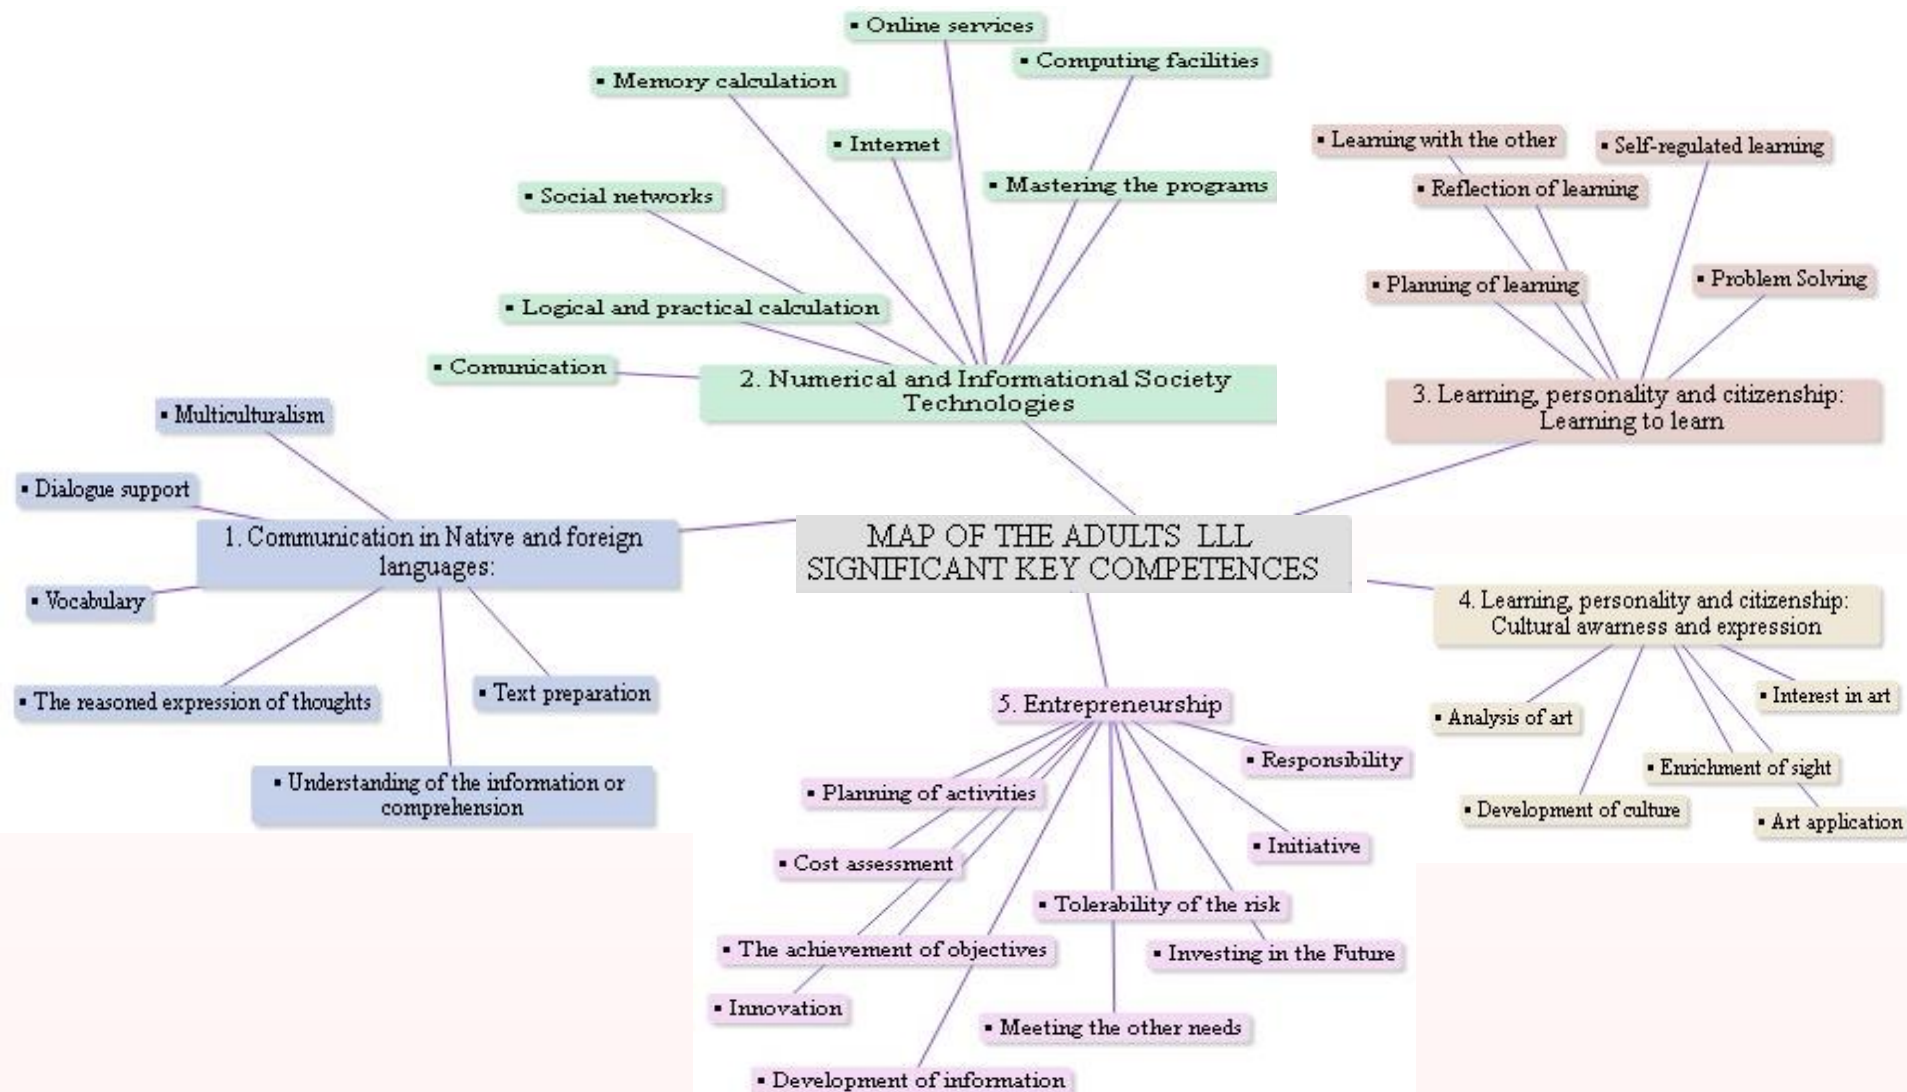 ▪ Online services
▪ Computing facilities
▪ Memory calculation
▪ Internet
▪ Mastering the programs
▪ Social networks
▪ Logical and practical calculation
▪ Comunication
2. Numerical and Informational Society
Technologies
▪ Learning with the other
▪ Self-regulated learning
▪ Reflection of learning
▪ Planning of learning
▪ Problem Solving
3. Learning, personality and citizenship:
Learning to learn
▪ Multiculturalism
▪ Dialogue support
1. Communication in Native and foreign
languages:
▪ Vocabulary
▪ The reasoned expression of thoughts
▪ Text preparation
▪ Understanding of the information or
comprehension
MAP OF THE ADULTS LLL
SIGNIFICANT KEY COMPETENCES
4. Learning, personality and citizenship:
Cultural awarness and expression
▪ Interest in art
▪ Analysis of art
▪ Enrichment of sight
▪ Development of culture
▪ Art application
5. Entrepreneurship
▪ Responsibility
▪ Planning of activities
▪ Initiative
▪ Cost assessment
▪ Tolerability of the risk
▪ The achievement of objectives
▪ Investing in the Future
▪ Innovation
▪ Meeting the other needs
▪ Development of information